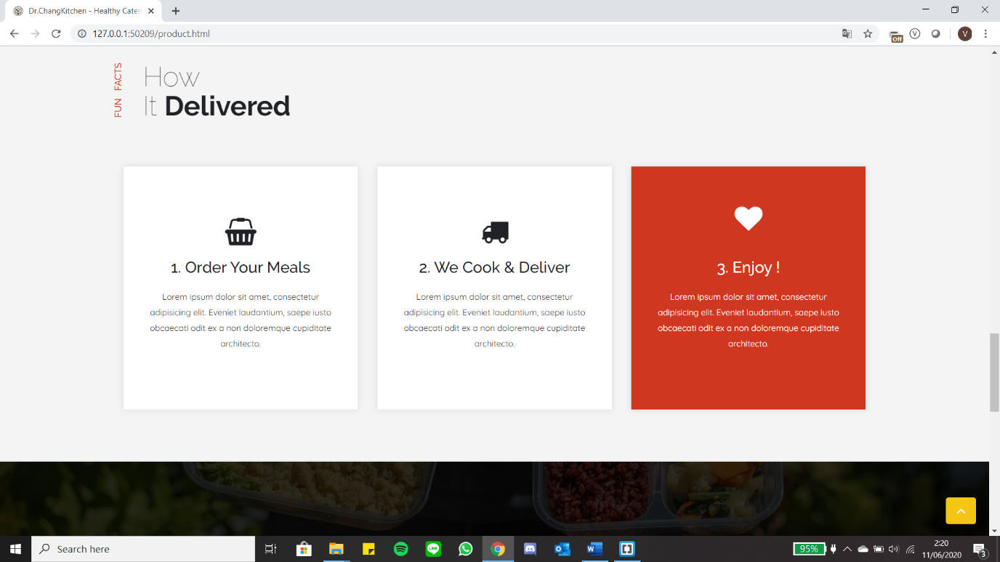 Dr.ChangKitchen - Healthy Cater
127.0.0.1:50209/product.html
Off
V
V
FUN FACTS
How
It Delivered
1. Order Your Meals
Lorem ipsum dolor sit amet, consectetur
adipisicing elit. Eveniet laudantium, saepe iusto
obcaecati odit ex a non doloremque cupiditate
architecto.
2. We Cook & Deliver
Lorem ipsum dolor sit amet, consectetur
adipisicing elit. Eveniet laudantium, saepe iusto
obcaecati odit ex a non doloremque cupiditate
architecto.
3. Enjoy !
Lorem ipsum dolor sit amet, consectetur
adipisicing elit. Eveniet laudantium, saepe iusto
obcaecati odit ex a non doloremque cupiditate
architecto.
Search here
95%
2:20
11/06/2020
3